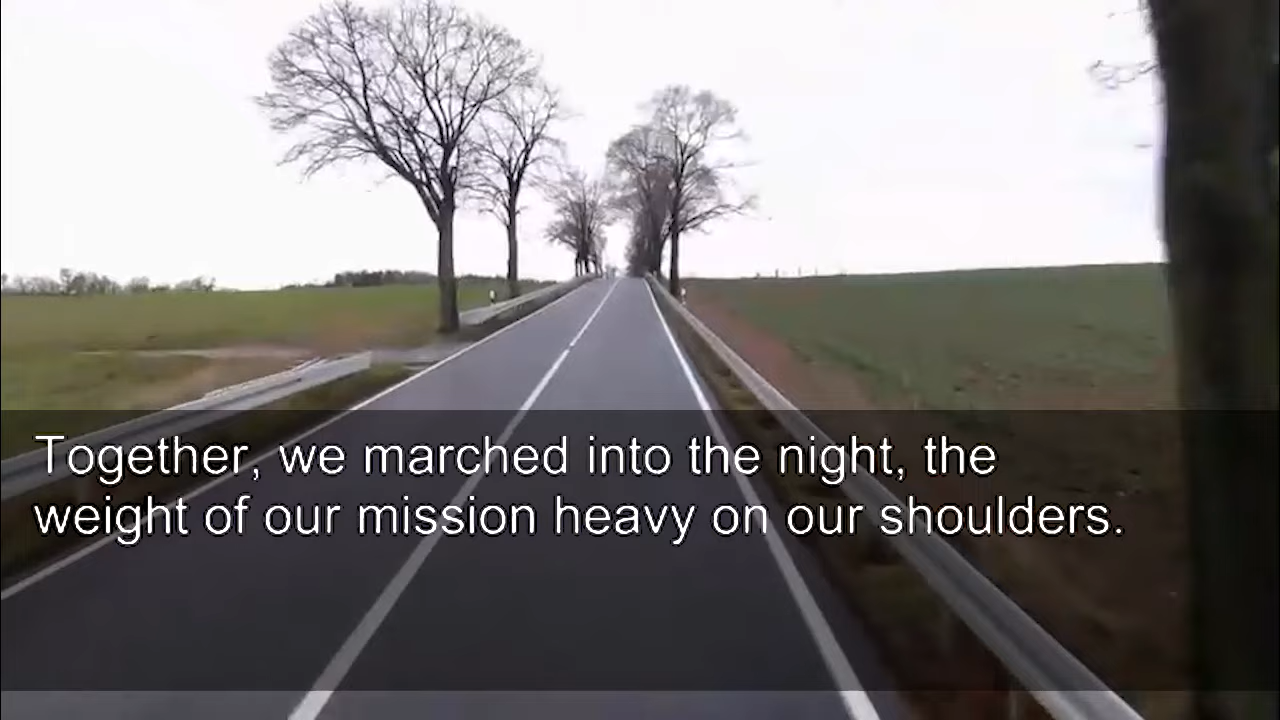 Together, we marched into the night, the
weight of our mission heavy on our shoulders.